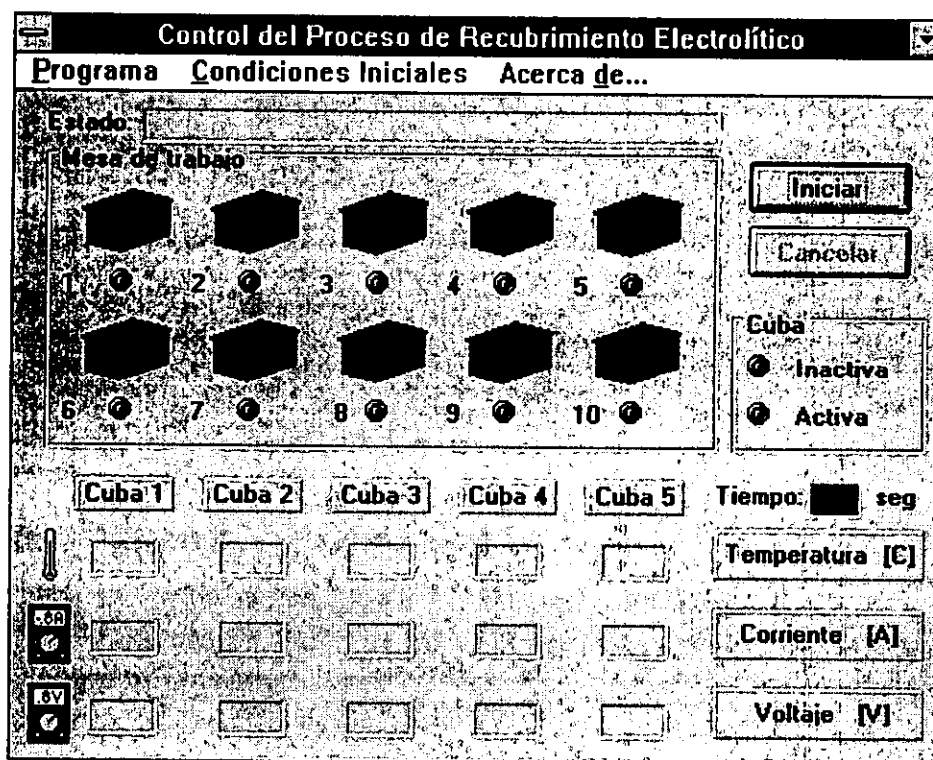 Control del Proceso de Recubrimiento Electrolítico
Programa Condiciones Iniciales Acerca de...
Estado:
Mesa de trabajo
Iniciar
Cancelar
1 2 3 4 5
Cuba
Inactiva
Activa
6 7 8 9 10
Cuba 1 Cuba 2 Cuba 3 Cuba 4 Cuba 5 Tiempo: seg
Temperatura [C]
.6A
Corriente [A]
.6V
Voltaje [V]